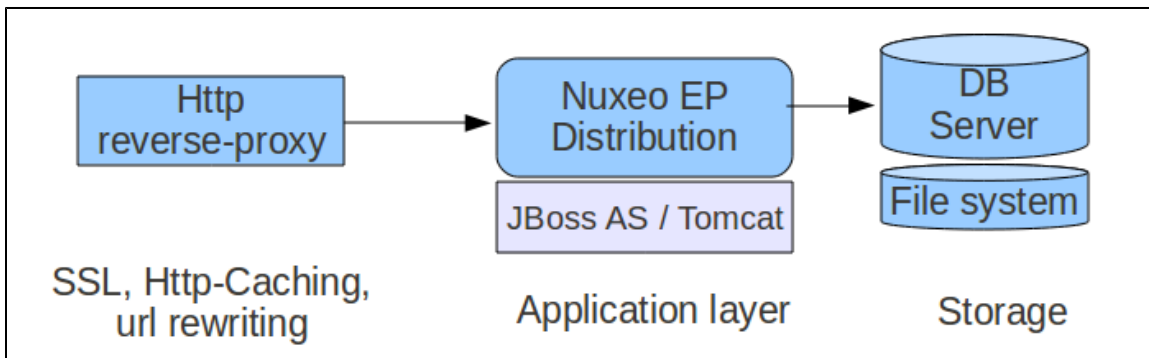 Http
reverse-proxy
Nuxeo EP
Distribution
JBoss AS / Tomcat
DB
Server
File system
SSL, Http-Caching,
url rewriting
Application layer
Storage